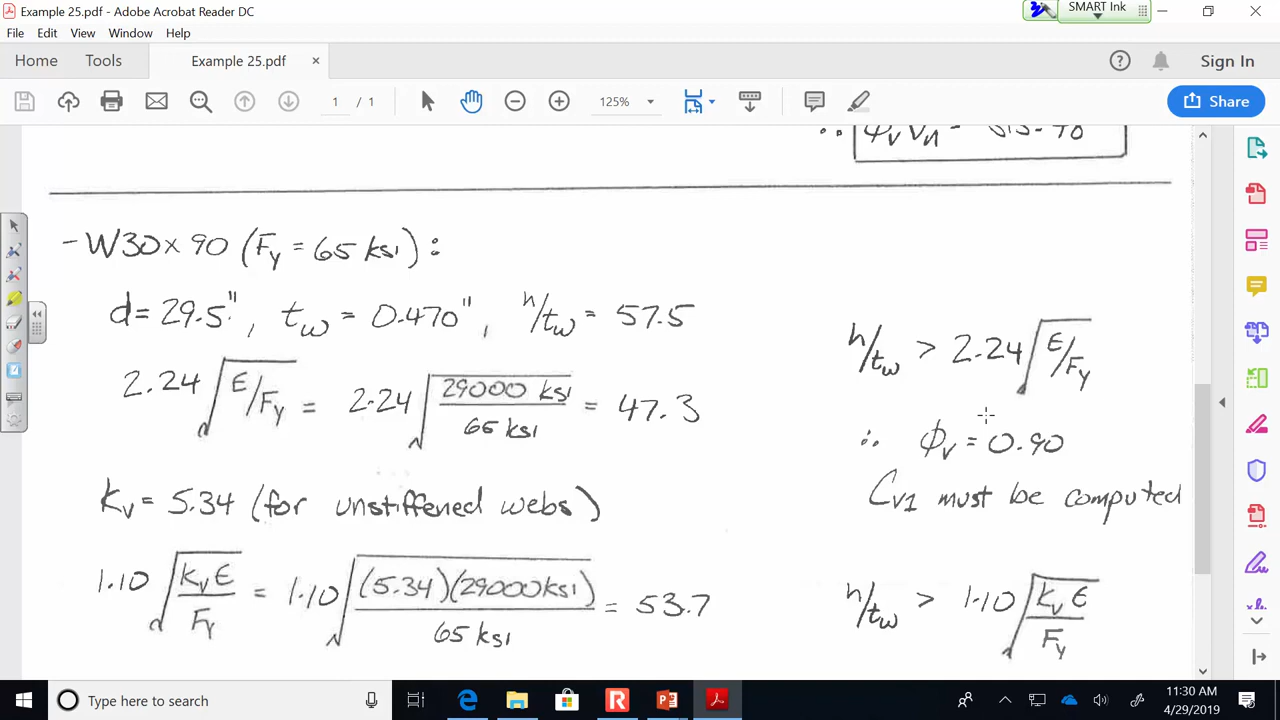 Example 25.pdf - Adobe Acrobat Reader DC
SMART Ink
File Edit View Window Help
Home Tools Example 25.pdf × Sign In
1 / 1 125% Share
∴ ϕv Vn =
- W30 x 90 (Fy = 65 ksi):
d = 29.5", tw = 0.470", h/tw = 57.5
h/tw > 2.24 √(E/Fy)
2.24 √(E/Fy) = 2.24 √(29000 ksi / 65 ksi) = 47.3
∴ ϕv = 0.90
Kv = 5.34 (for unstiffened webs)
Cv1 must be computed
1.10 √(Kv E / Fy) = 1.10 √((5.34)(29000 ksi) / 65 ksi) = 53.7
h/tw > 1.10 √(Kv E / Fy)
Type here to search
11:30 AM
4/29/2019